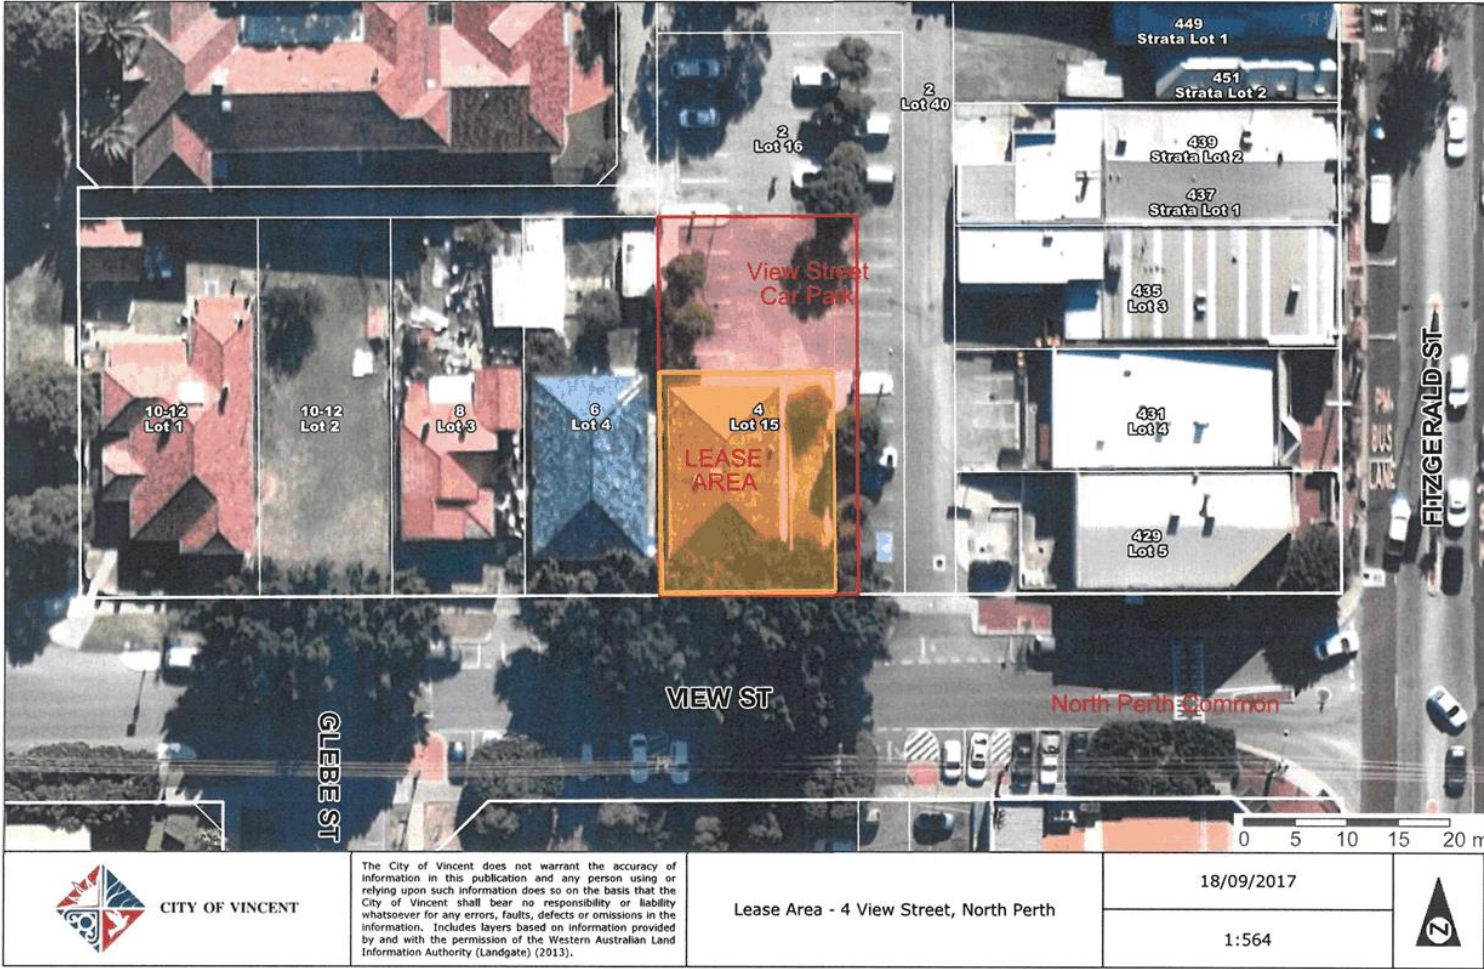 449
Strata Lot 1
451
Strata Lot 2
2
Lot 40
2
Lot 16
439
Strata Lot 2
437
Strata Lot 1
View Street
Car Park
435
Lot 3
FITZGERALD ST
10-12
Lot 1
10-12
Lot 2
8
Lot 3
6
Lot 4
4
Lot 15
LEASE
AREA
431
Lot 4
BUS
LANE
429
Lot 5
VIEW ST
North Perth Common
GLEBE ST
0 5 10 15 20 m
CITY OF VINCENT
The City of Vincent does not warrant the accuracy of
information in this publication and any person using or
relying upon such information does so on the basis that the
City of Vincent shall bear no responsibility or liability
whatsoever for any errors, faults, defects or omissions in the
information. Includes layers based on information provided
by and with the permission of the Western Australian Land
Information Authority (Landgate) (2013).
Lease Area - 4 View Street, North Perth
18/09/2017
1:564
Z